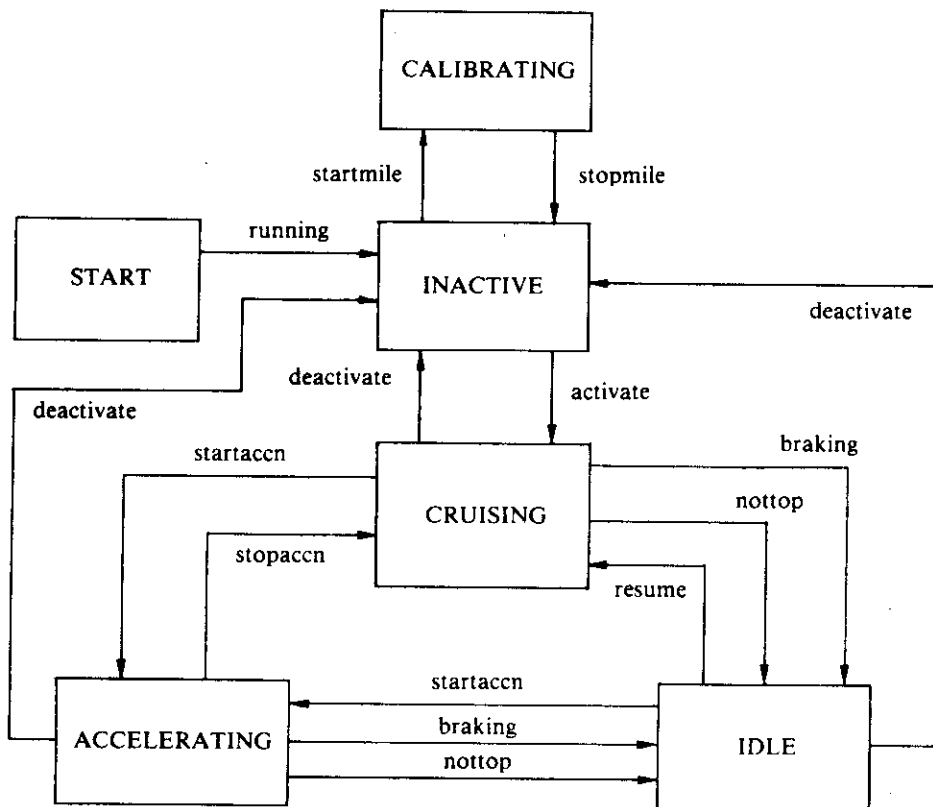 CALIBRATING
startmile
stopmile
running
START
INACTIVE
deactivate
deactivate
deactivate
activate
startaccn
braking
CRUISING
nottop
stopaccn
resume
startaccn
ACCELERATING
braking
IDLE
nottop